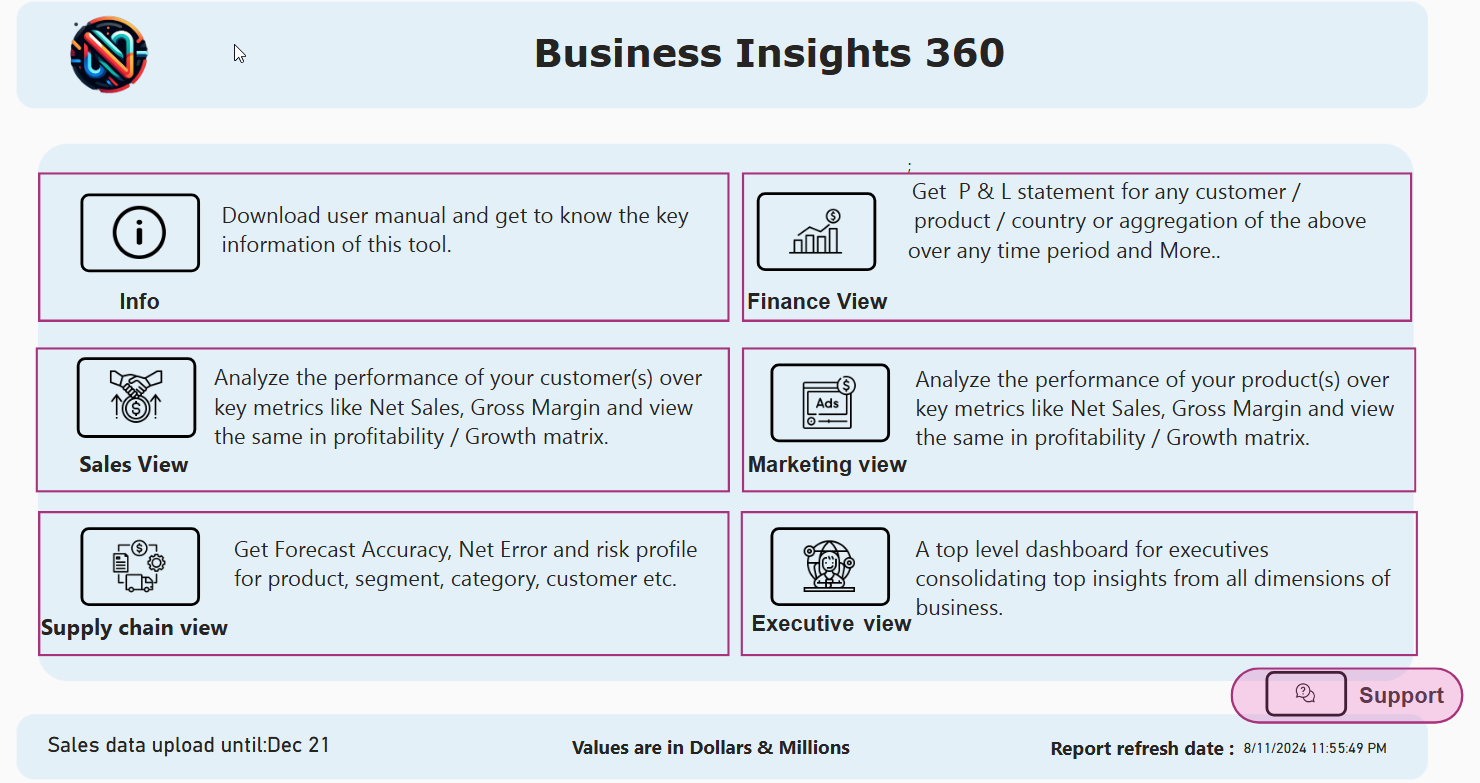 Business Insights 360
Download user manual and get to know the key
information of this tool.
Info
;
Get  P & L statement for any customer /
product / country or aggregation of the above
over any time period and More..
Finance View
Analyze the performance of your customer(s) over
key metrics like Net Sales, Gross Margin and view
the same in profitability / Growth matrix.
Sales View
Ads
Analyze the performance of your product(s) over
key metrics like Net Sales, Gross Margin and view
the same in profitability / Growth matrix.
Marketing view
Get Forecast Accuracy, Net Error and risk profile
for product, segment, category, customer etc.
Supply chain view
A top level dashboard for executives
consolidating top insights from all dimensions of
business.
Executive view
Support
Sales data upload until:Dec 21
Values are in Dollars & Millions
Report refresh date : 8/11/2024 11:55:49 PM